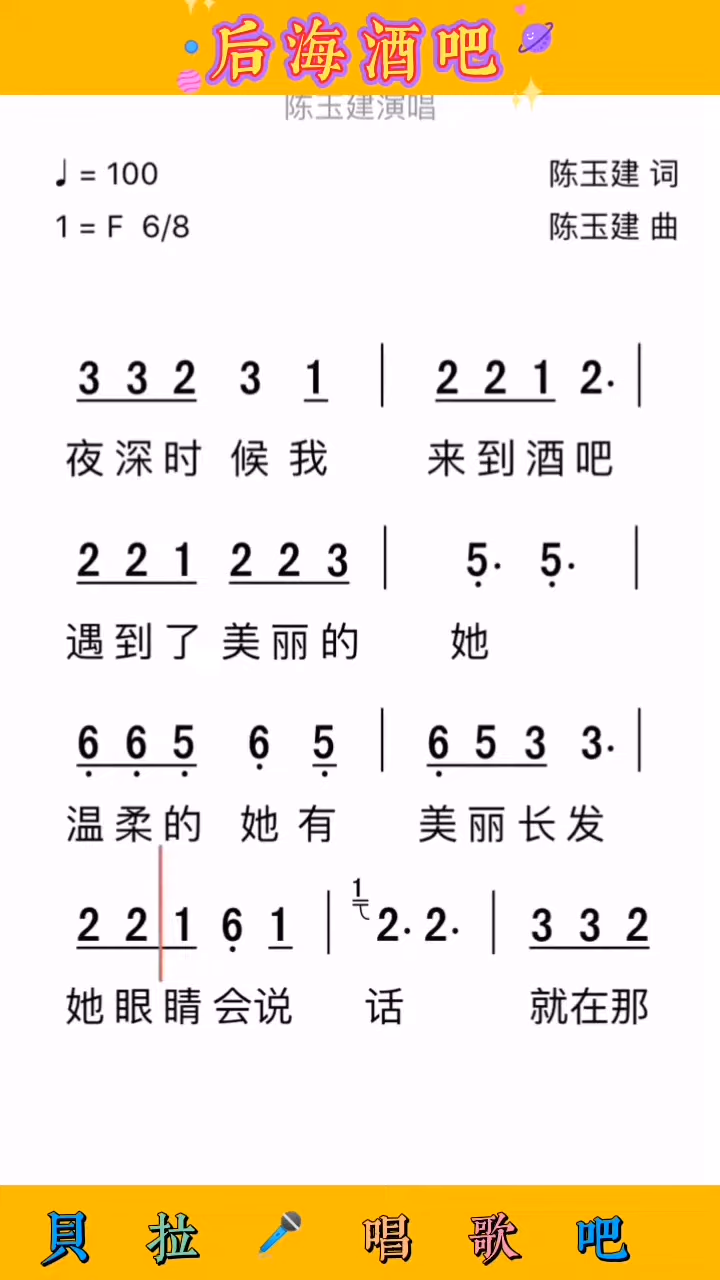 后海酒吧
陈玉建演唱
♩ = 100 陈玉建 词
1 = F 6/8 陈玉建 曲
3 3 2 3 1 | 2 2 1 2· |
夜深时候我 来到酒吧
2 2 1 2 2 3 | 5̣· 5̣· |
遇到了美丽的 她
6̣ 6̣ 5̣ 6̣ 5̣ | 6̣ 5 3 3· |
温柔的她有 美丽长发
2 2 1 6̣ 1 | 1 2· 2· | 3 3 2
她眼睛会说 话 就在那
貝拉🎤唱歌吧